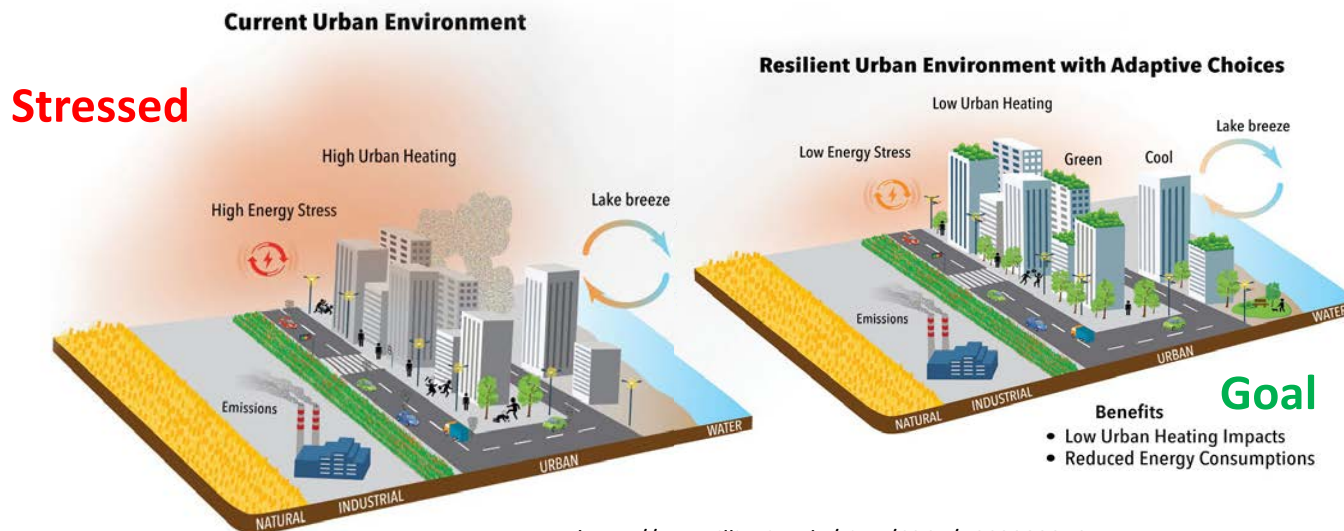 Current Urban Environment
Stressed
High Urban Heating
High Energy Stress
Lake breeze
Emissions
NATURAL
INDUSTRIAL
URBAN
WATER
Resilient Urban Environment with Adaptive Choices
Low Urban Heating
Lake breeze
Low Energy Stress
Green
Cool
Emissions
NATURAL
INDUSTRIAL
URBAN
WATER
Goal
Benefits
• Low Urban Heating Impacts
• Reduced Energy Consumptions